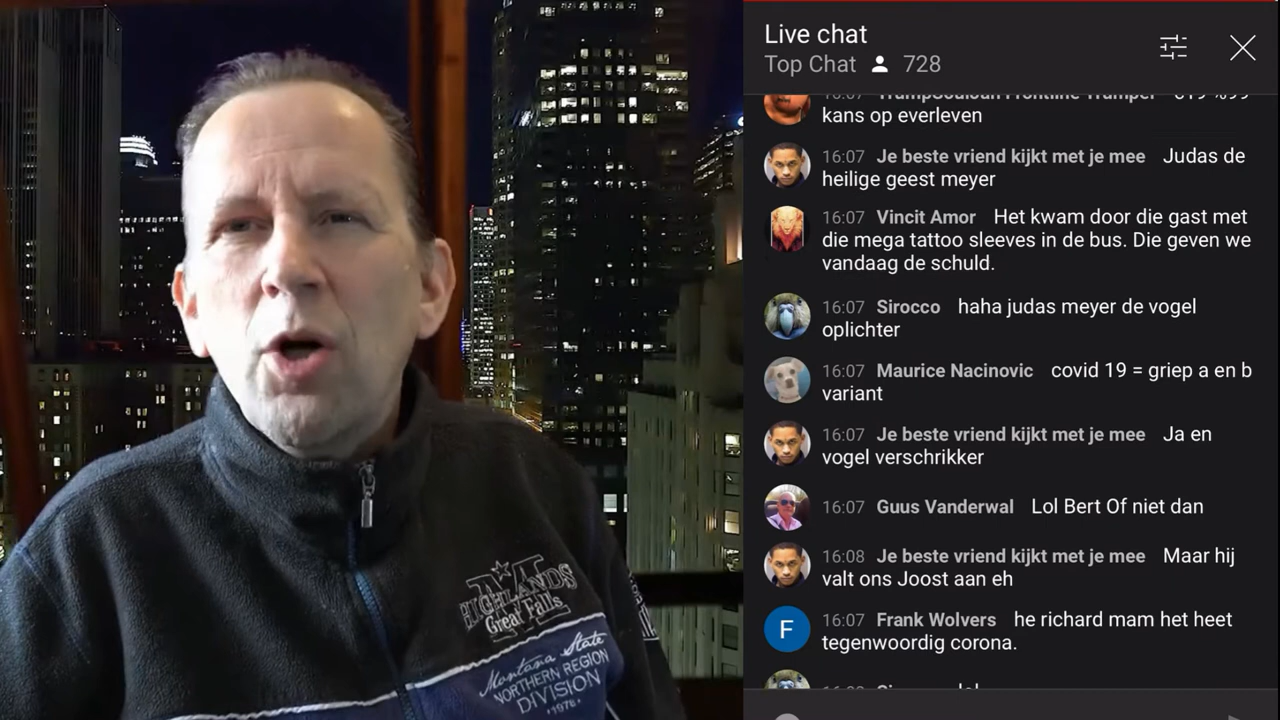 Live chat
Top Chat 728
16:07 TrumpSouloan Frontline Trumper
kans op everleven
16:07 Je beste vriend kijkt met je mee Judas de
heilige geest meyer
16:07 Vincit Amor Het kwam door die gast met
die mega tattoo sleeves in de bus. Die geven we
vandaag de schuld.
16:07 Sirocco haha judas meyer de vogel
oplichter
16:07 Maurice Nacinovic covid 19 = griep a en b
variant
16:07 Je beste vriend kijkt met je mee Ja en
vogel verschrikker
16:07 Guus Vanderwal Lol Bert Of niet dan
16:08 Je beste vriend kijkt met je mee Maar hij
valt ons Joost aan eh
16:07 Frank Wolvers he richard mam het heet
tegenwoordig corona.
F
HIGHLANDS
Great Falls
Montana State
NORTHERN REGION
DIVISION
1976